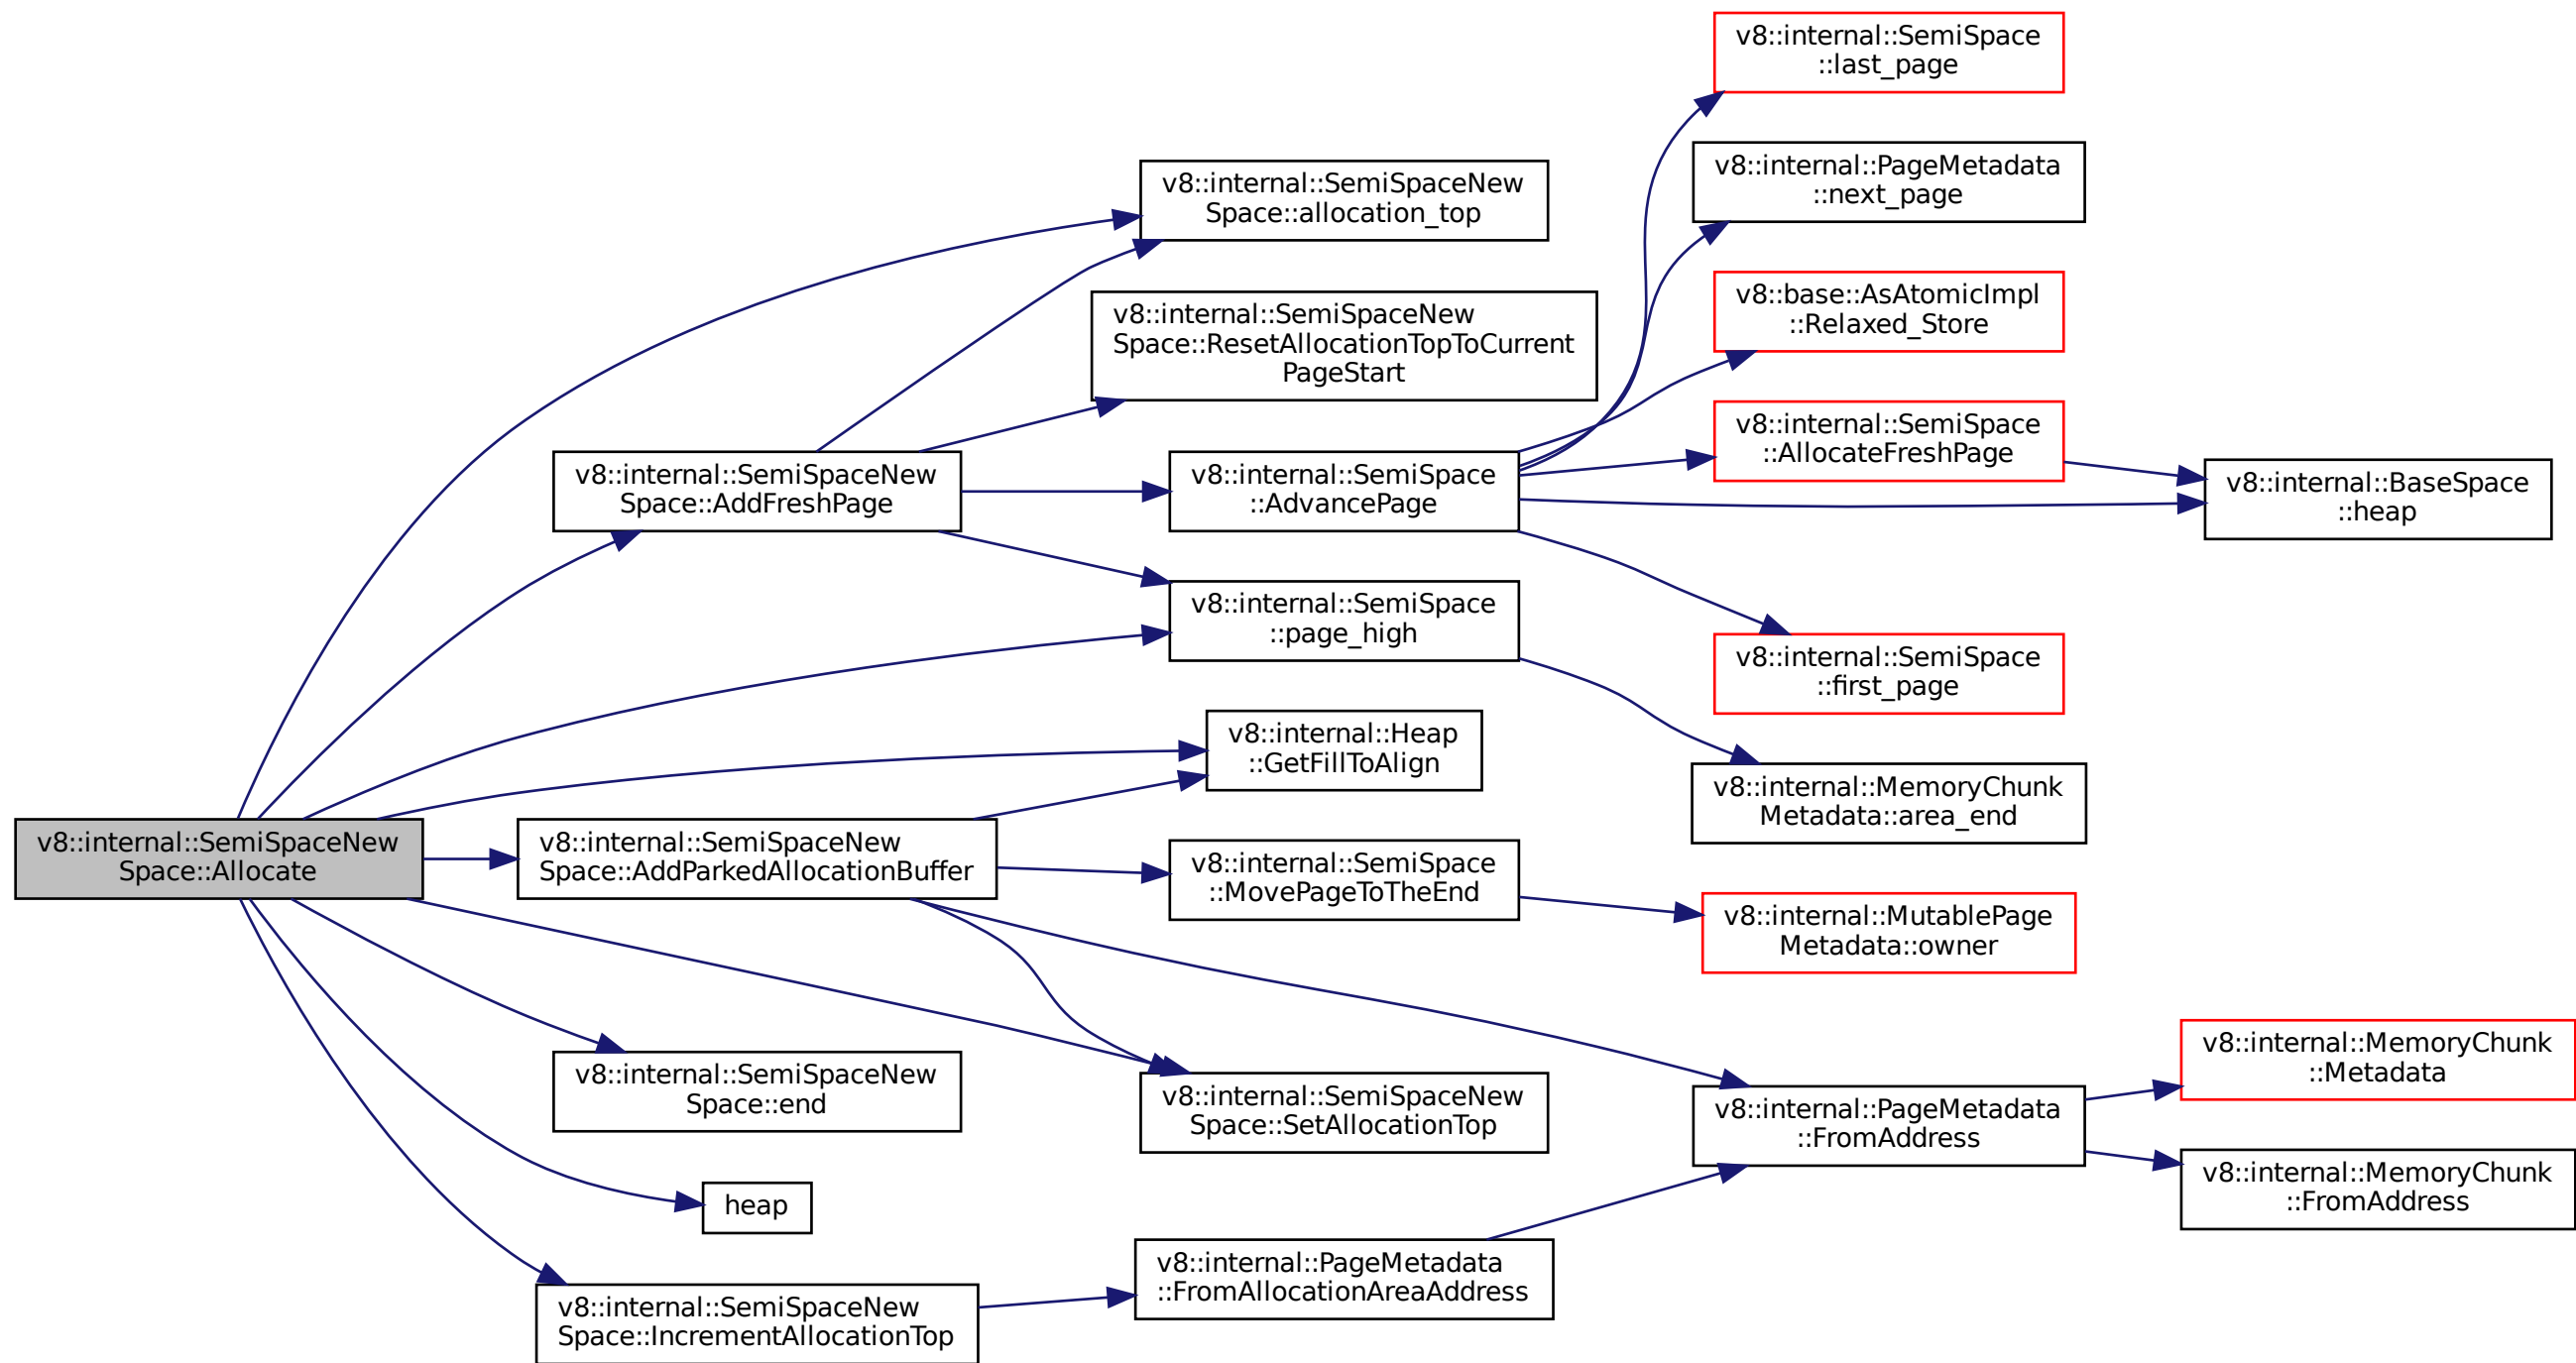 v8::internal::SemiSpace
::last_page
v8::internal::PageMetadata
::next_page
v8::internal::SemiSpaceNew
Space::allocation_top
v8::base::AsAtomicImpl
::Relaxed_Store
v8::internal::SemiSpaceNew
Space::ResetAllocationTopToCurrent
PageStart
v8::internal::SemiSpace
::AllocateFreshPage
v8::internal::SemiSpaceNew
Space::AddFreshPage
v8::internal::SemiSpace
::AdvancePage
v8::internal::BaseSpace
::heap
v8::internal::SemiSpace
::page_high
v8::internal::SemiSpace
::first_page
v8::internal::Heap
::GetFillToAlign
v8::internal::MemoryChunk
Metadata::area_end
v8::internal::SemiSpaceNew
Space::Allocate
v8::internal::SemiSpaceNew
Space::AddParkedAllocationBuffer
v8::internal::SemiSpace
::MovePageToTheEnd
v8::internal::MutablePage
Metadata::owner
v8::internal::SemiSpaceNew
Space::end
v8::internal::SemiSpaceNew
Space::SetAllocationTop
v8::internal::PageMetadata
::FromAddress
v8::internal::MemoryChunk
::Metadata
v8::internal::MemoryChunk
::FromAddress
heap
v8::internal::PageMetadata
::FromAllocationAreaAddress
v8::internal::SemiSpaceNew
Space::IncrementAllocationTop